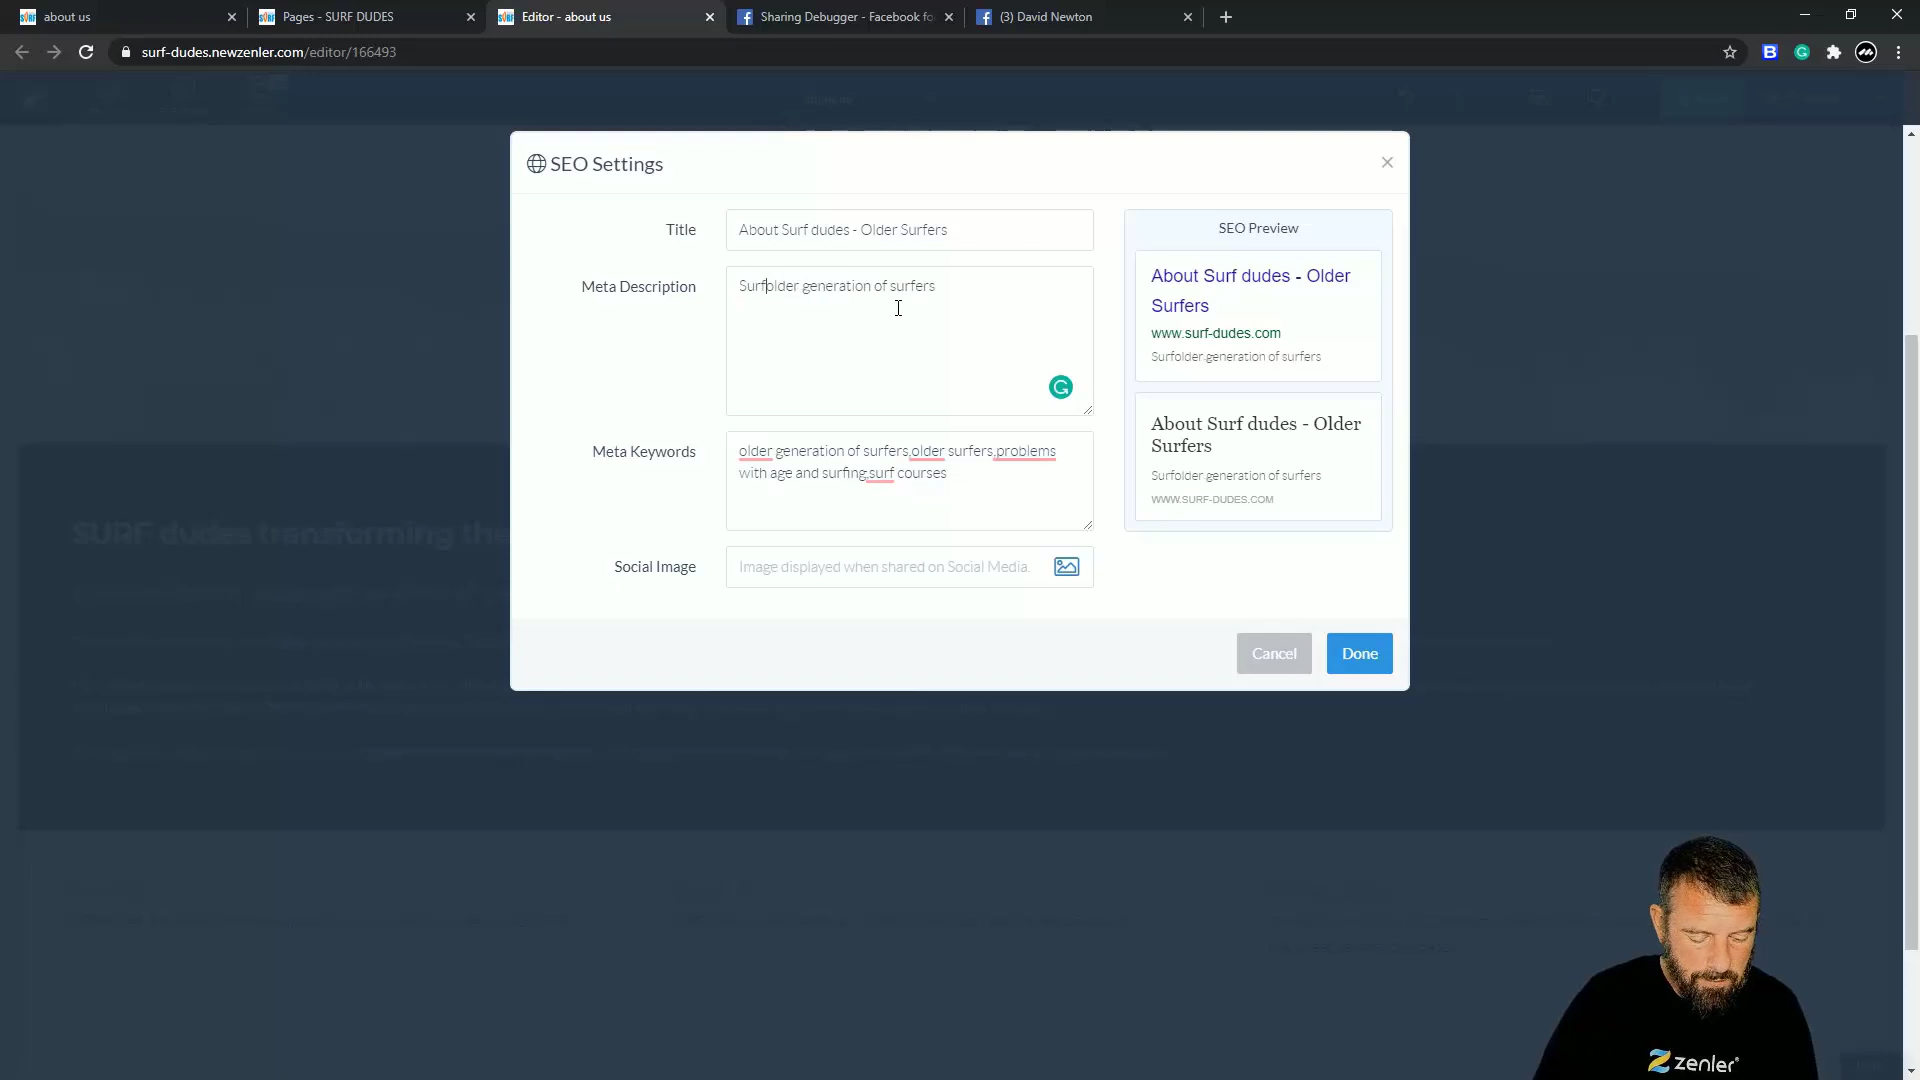 about us
Pages - SURF DUDES
Editor - about us
Sharing Debugger - Facebook fo
(3) David Newton
surf-dudes.newzenler.com/editor/166493
SEO Settings
Title
About Surf dudes - Older Surfers
Meta Description
Surfolder generation of surfers
Meta Keywords
older generation of surfers,older surfers,problems
with age and surfing,surf courses
Social Image
Image displayed when shared on Social Media.
SEO Preview
About Surf dudes - Older
Surfers
www.surf-dudes.com
Surfolder generation of surfers
About Surf dudes - Older
Surfers
Surfolder generation of surfers
WWW.SURF-DUDES.COM
Cancel
Done
SURF dudes transforming the
zenler